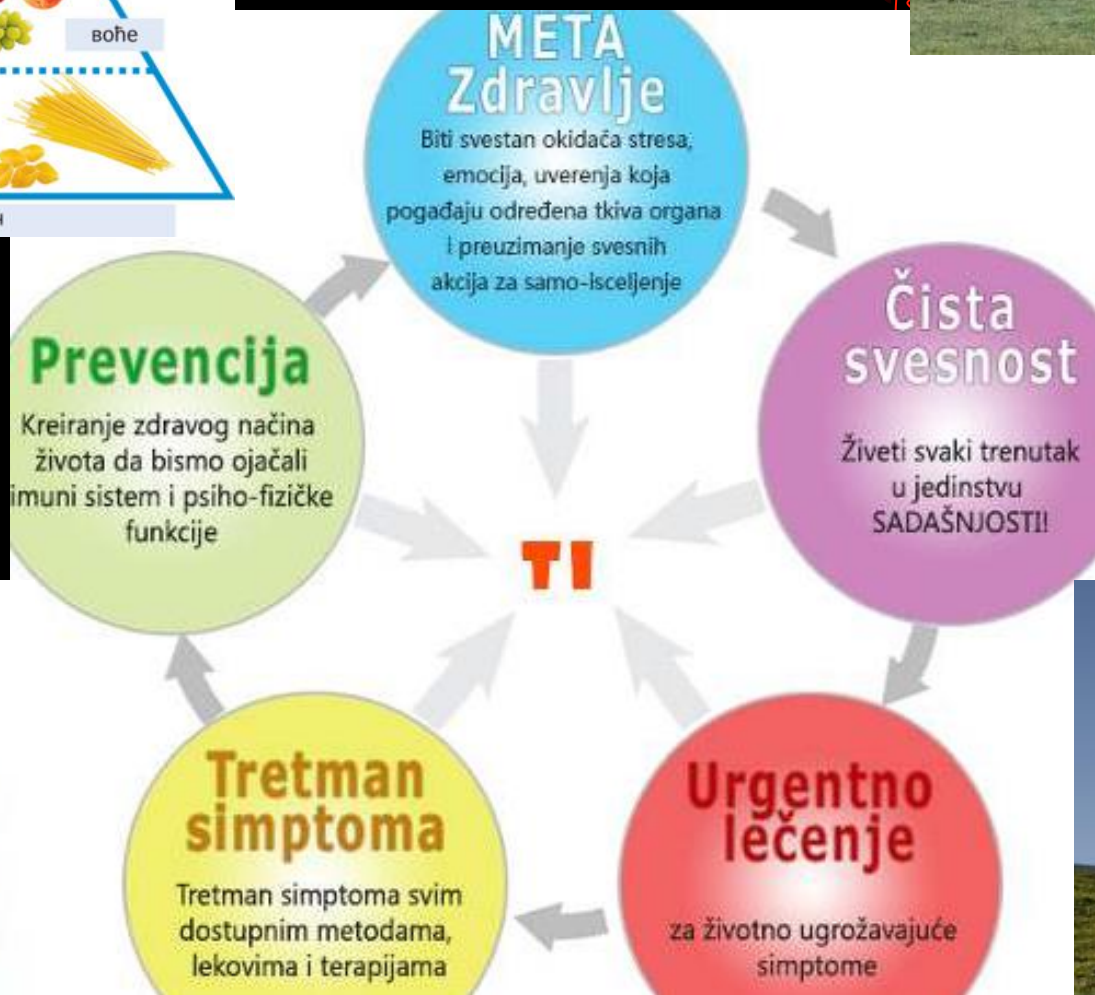 воће
META
Zdravlje
Biti svestan okidača stresa,
emocija, uverenja koja
pogađaju određena tkiva organa
i preuzimanje svesnih
akcija za samo-isceljenje
Čista
svesnost
Živeti svaki trenutak
u jedinstvu
SADAŠNJOSTI!
Prevencija
Kreiranje zdravog načina
života da bismo ojačali
imuni sistem i psiho-fizičke
funkcije
TI
Tretman
simptoma
Tretman simptoma svim
dostupnim metodama,
lekovima i terapijama
Urgentno
lečenje
za životno ugrožavajuće
simptome